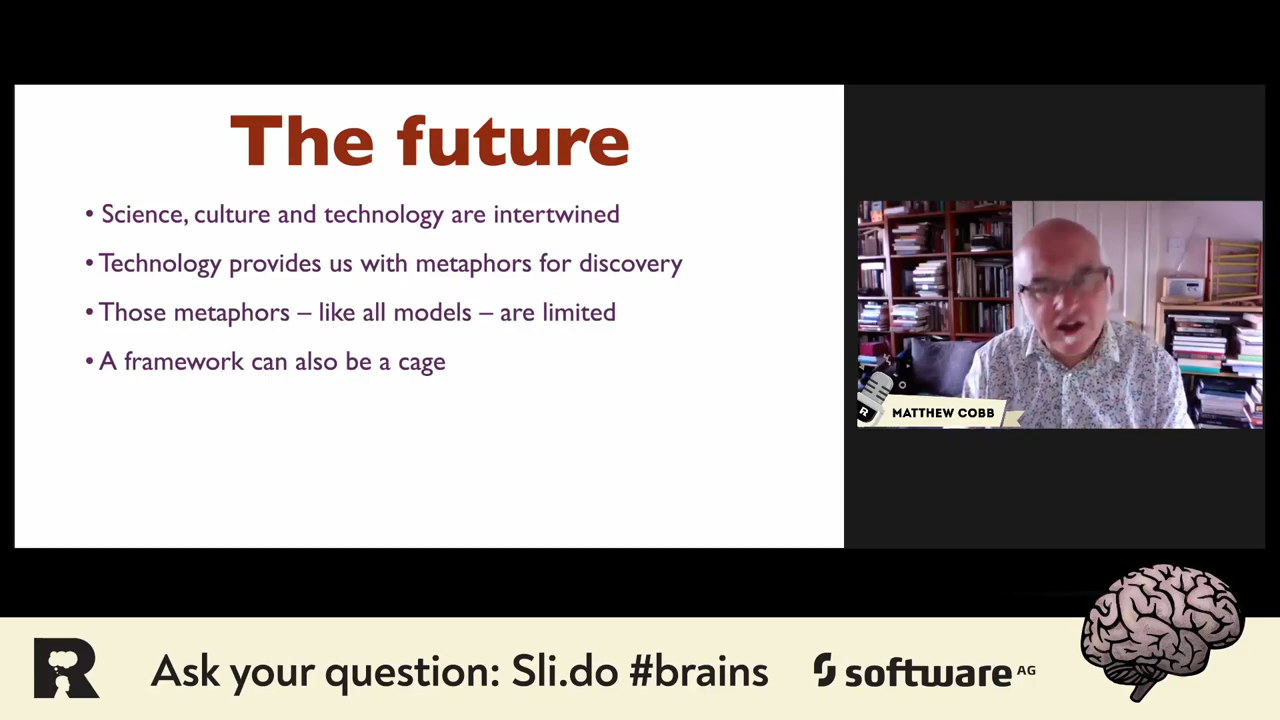 The future
• Science, culture and technology are intertwined
• Technology provides us with metaphors for discovery
• Those metaphors – like all models – are limited
• A framework can also be a cage
R
MATTHEW COBB
R
Ask your question: Sli.do #brains
software AG